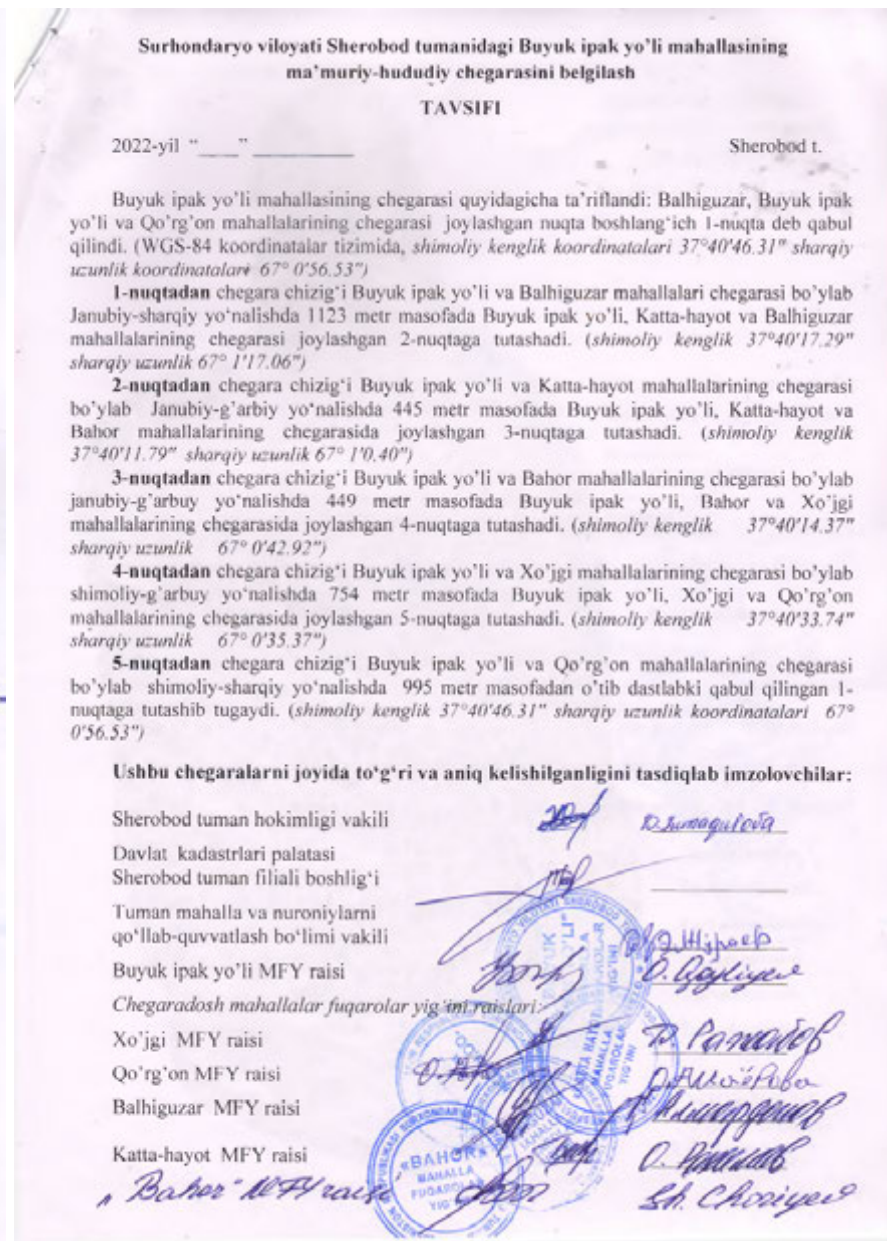 Surhondaryo viloyati Sherobod tumanidagi Buyuk ipak yo'li mahallasining
ma'muriy-hududiy chegarasini belgilash
TAVSIFI
2022-yil "____" __________ Sherobod t.
Buyuk ipak yo'li mahallasining chegarasi quyidagicha ta'riflandi: Balhiguzar, Buyuk ipak
yo'li va Qo'rg'on mahallalarining chegarasi joylashgan nuqta boshlang‘ich 1-nuqta deb qabul
qilindi. (WGS-84 koordinatalar tizimida, shimoliy kenglik koordinatalari 37°40'46.31" sharqiy
uzunlik koordinatalari 67° 0'56.53")
1-nuqtadan chegara chizig‘i Buyuk ipak yo'li va Balhiguzar mahallalari chegarasi bo'ylab
Janubiy-sharqiy yo‘nalishda 1123 metr masofada Buyuk ipak yo'li, Katta-hayot va Balhiguzar
mahallalarining chegarasi joylashgan 2-nuqtaga tutashadi. (shimoliy kenglik 37°40'17.29"
sharqiy uzunlik 67° 1'17.06")
2-nuqtadan chegara chizig‘i Buyuk ipak yo'li va Katta-hayot mahallalarining chegarasi
bo'ylab Janubiy-g'arbiy yo‘nalishda 445 metr masofada Buyuk ipak yo'li, Katta-hayot va
Bahor mahallalarining chegarasida joylashgan 3-nuqtaga tutashadi. (shimoliy kenglik
37°40'11.79" sharqiy uzunlik 67° 1'0.40")
3-nuqtadan chegara chizig‘i Buyuk ipak yo'li va Bahor mahallalarining chegarasi bo'ylab
janubiy-g'arbuy yo‘nalishda 449 metr masofada Buyuk ipak yo'li, Bahor va Xo'jgi
mahallalarining chegarasida joylashgan 4-nuqtaga tutashadi. (shimoliy kenglik 37°40'14.37"
sharqiy uzunlik 67° 0'42.92")
4-nuqtadan chegara chizig‘i Buyuk ipak yo'li va Xo'jgi mahallalarining chegarasi bo'ylab
shimoliy-g'arbuy yo‘nalishda 754 metr masofada Buyuk ipak yo'li, Xo'jgi va Qo'rg'on
mahallalarining chegarasida joylashgan 5-nuqtaga tutashadi. (shimoliy kenglik 37°40'33.74"
sharqiy uzunlik 67° 0'35.37")
5-nuqtadan chegara chizig‘i Buyuk ipak yo'li va Qo'rg'on mahallalarining chegarasi
bo'ylab shimoliy-sharqiy yo‘nalishda 995 metr masofadan o'tib dastlabki qabul qilingan 1-
nuqtaga tutashib tugaydi. (shimoliy kenglik 37°40'46.31" sharqiy uzunlik koordinatalari 67°
0'56.53")
Ushbu chegaralarni joyida to‘g‘ri va aniq kelishilganligini tasdiqlab imzolovchilar:
Sherobod tuman hokimligi vakili
Davlat kadastrlari palatasi
Sherobod tuman filiali boshlig‘i
Tuman mahalla va nuroniylarni
qo‘llab-quvvatlash bo‘limi vakili
Buyuk ipak yo'li MFY raisi
Chegaradosh mahallalar fuqarolar yig‘ini raislari:
Xo'jgi MFY raisi
Qo'rg'on MFY raisi
Balhiguzar MFY raisi
Katta-hayot MFY raisi
"Bahor" MFY raisi Sh. Choriyev
«BAHOR»
MAHALLA
FUQAROLAR